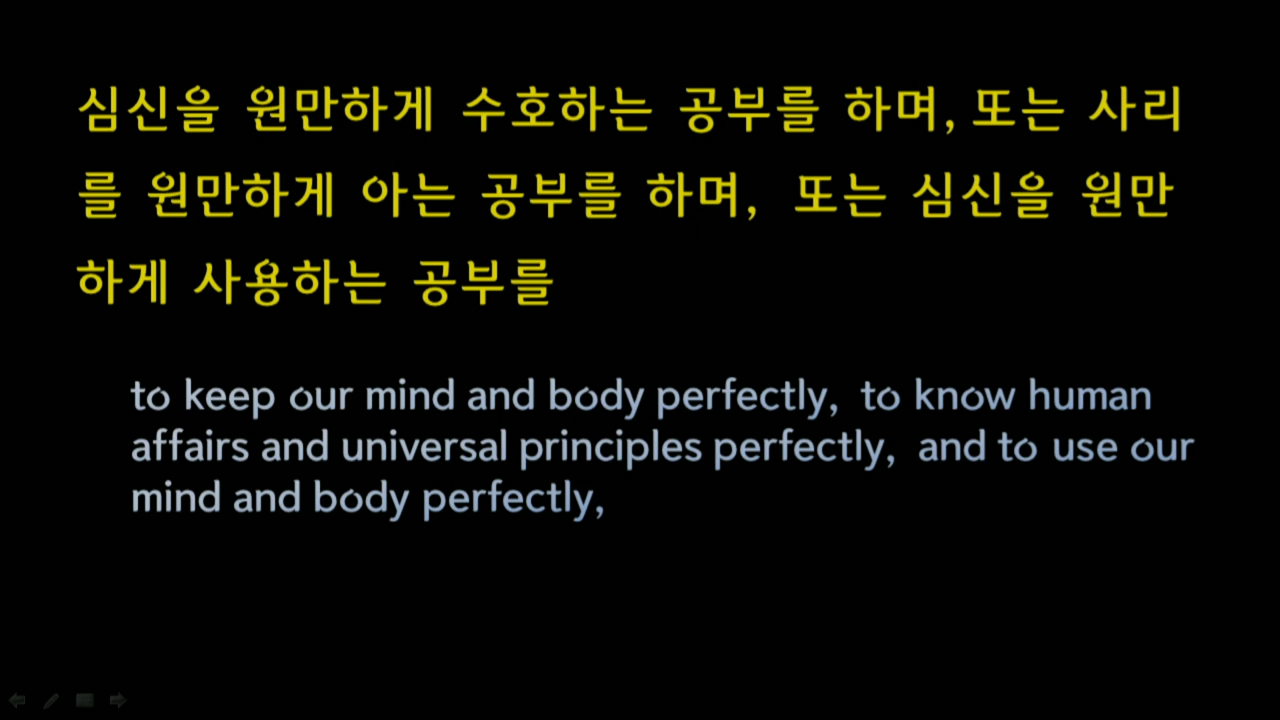 심신을 원만하게 수호하는 공부를 하며, 또는 사리
를 원만하게 아는 공부를 하며, 또는 심신을 원만
하게 사용하는 공부를
to keep our mind and body perfectly, to know human
affairs and universal principles perfectly, and to use our
mind and body perfectly,